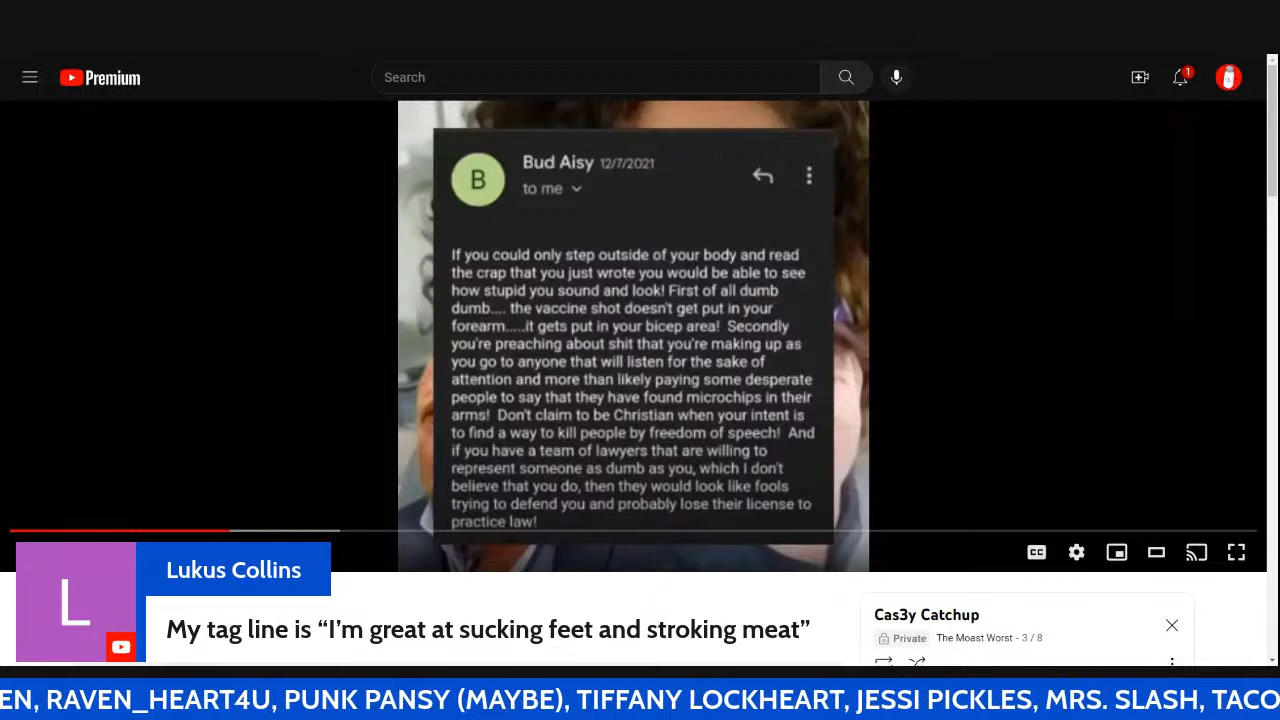 Premium
Search
1
B
Bud Aisy 12/7/2021
to me
If you could only step outside of your body and read
the crap that you just wrote you would be able to see
how stupid you sound and look! First of all dumb
dumb.... the vaccine shot doesn't get put in your
forearm.....it gets put in your bicep area! Secondly
you're preaching about shit that you're making up as
you go to anyone that will listen for the sake of
attention and more than likely paying some desperate
people to say that they have found microchips in their
arms! Don't claim to be Christian when your intent is
to find a way to kill people by freedom of speech! And
if you have a team of lawyers that are willing to
represent someone as dumb as you, which I don't
believe that you do, then they would look like fools
trying to defend you and probably lose their license to
practice law!
CC
L
Lukus Collins
My tag line is “I’m great at sucking feet and stroking meat”
Cas3y Catchup
Private The Moast Worst - 3 / 8
EN, RAVEN_HEART4U, PUNK PANSY (MAYBE), TIFFANY LOCKHEART, JESSI PICKLES, MRS. SLASH, TACO